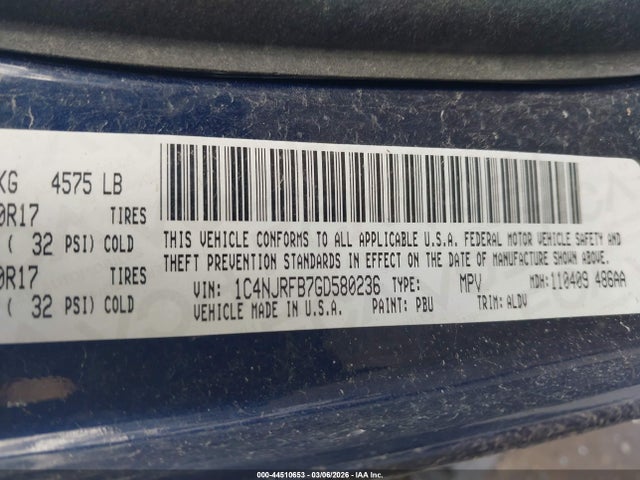 KG 4575 LB
0R17 TIRES
( 32 PSI) COLD
0R17 TIRES
( 32 PSI) COLD
THIS VEHICLE CONFORMS TO ALL APPLICABLE U.S.A. FEDERAL MOTOR VEHICLE SAFETY AND
THEFT PREVENTION STANDARDS IN EFFECT ON THE DATE OF MANUFACTURE SHOWN ABOVE.
VIN: 1C4NJRFB7GD580236 TYPE: MPV MDH: 110409 486AA
VEHICLE MADE IN U.S.A. PAINT: PBU TRIM: ALDV
000-44510653 | 03/06/2026 | IAA Inc.